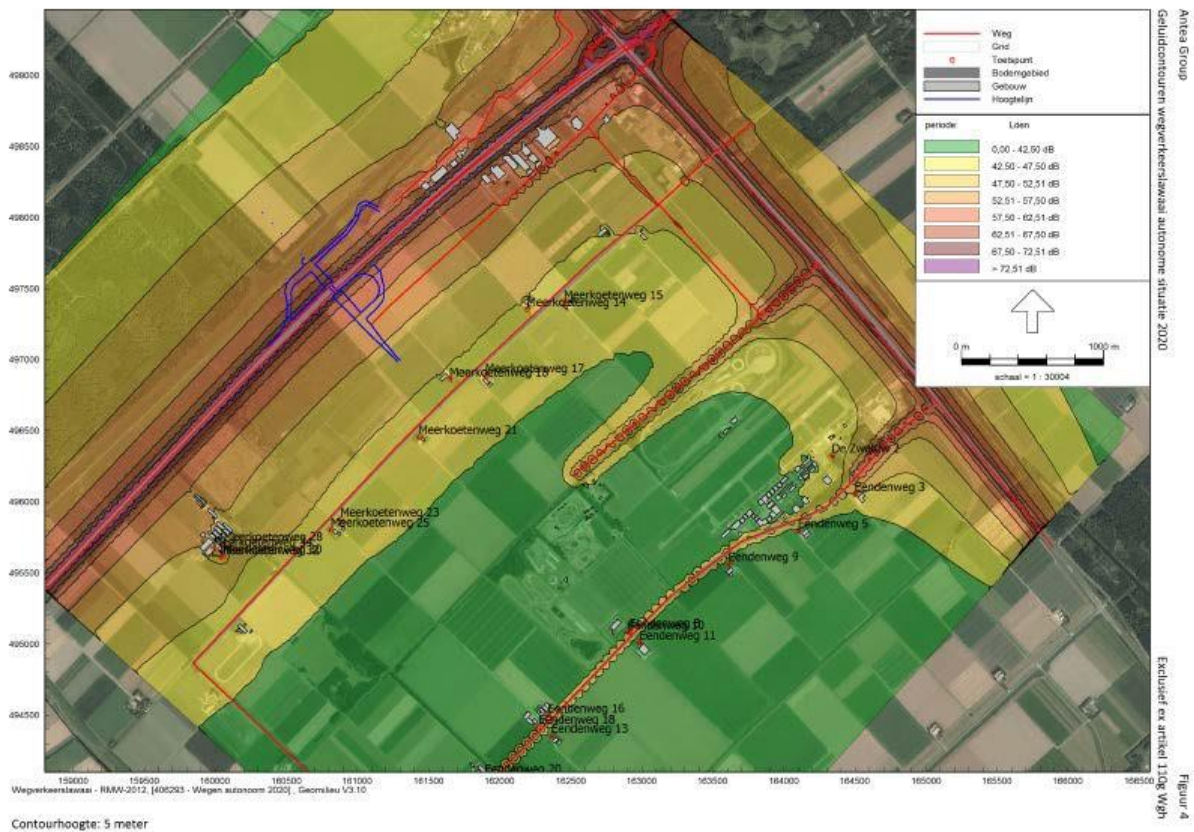 Antea Group
Geluidcontouren wegverkeerslawaai autonome situatie 2020
Weg
Grid
Toetspunt
Bodemgebied
Gebouw
Hoogtelijn
periode: Lden
0,00 - 42,50 dB
42,50 - 47,50 dB
47,50 - 52,51 dB
52,51 - 57,50 dB
57,50 - 62,51 dB
62,51 - 67,50 dB
67,50 - 72,51 dB
> 72,51 dB
0 m 1000 m
schaal = 1 : 30004
498500
498000
497500
497000
496500
496000
495500
495000
494500
Meerkoetenweg 15
Meerkoetenweg 14
Meerkoetenweg 17
Meerkoetenweg 21
Meerkoetenweg 23
Meerkoetenweg 25
De Zwaluw 2
Eendenweg 3
Eendenweg 5
Eendenweg 9
Eendenweg 11
Eendenweg 16
Eendenweg 18
Eendenweg 13
Eendenweg 20
159000 159500 160000 160500 161000 161500 162000 162500 163000 163500 164000 164500 165000 165500 166000 166500
Wegverkeerslawaai - RMW-2012, [406293 - Wegen autonoom 2020] , Geomilieu V3.10
Contourhoogte: 5 meter
Exclusief ex artikel 110g Wgh
Figuur 4